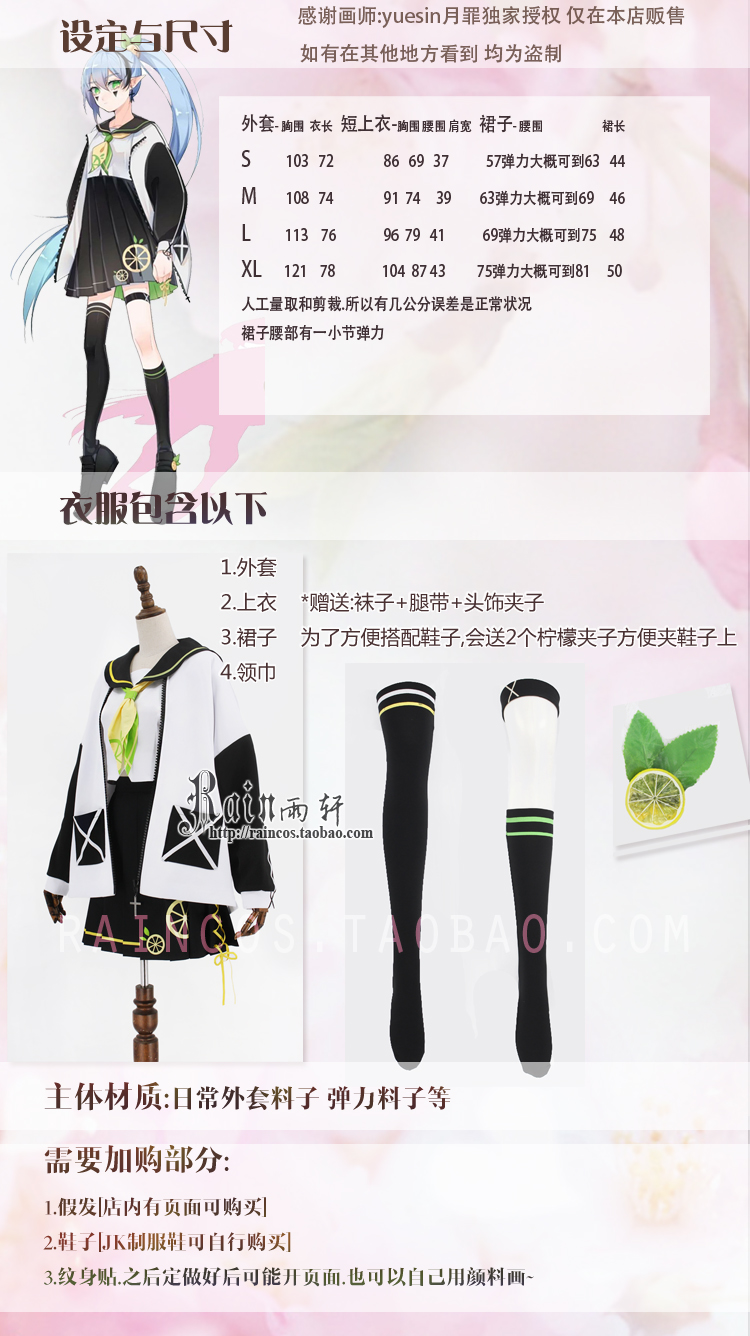 设定与尺寸
感谢画师:yuesin月罪独家授权 仅在本店贩售
如有在其他地方看到 均为盗制
外套-胸围 衣长 短上衣-胸围 腰围 肩宽 裙子-腰围 裙长
S 103 72 86 69 37 57弹力大概可到63 44
M 108 74 91 74 39 63弹力大概可到69 46
L 113 76 96 79 41 69弹力大概可到75 48
XL 121 78 104 87 43 75弹力大概可到81 50
人工量取和剪裁.所以有几公分误差是正常状况
裙子腰部有一小节弹力
衣服包含以下
1.外套
2.上衣 *赠送:袜子+腿带+头饰夹子
3.裙子 为了方便搭配鞋子,会送2个柠檬夹子方便夹鞋子上
4.领巾
Rain雨轩
http://raincos.taobao.com
RAINCOS.TAOBAO.COM
主体材质:日常外套料子 弹力料子等
需要加购部分:
1.假发|店内有页面可购买|
2.鞋子|JK制服鞋可自行购买|
3.纹身贴.之后定做好后可能开页面.也可以自己用颜料画~